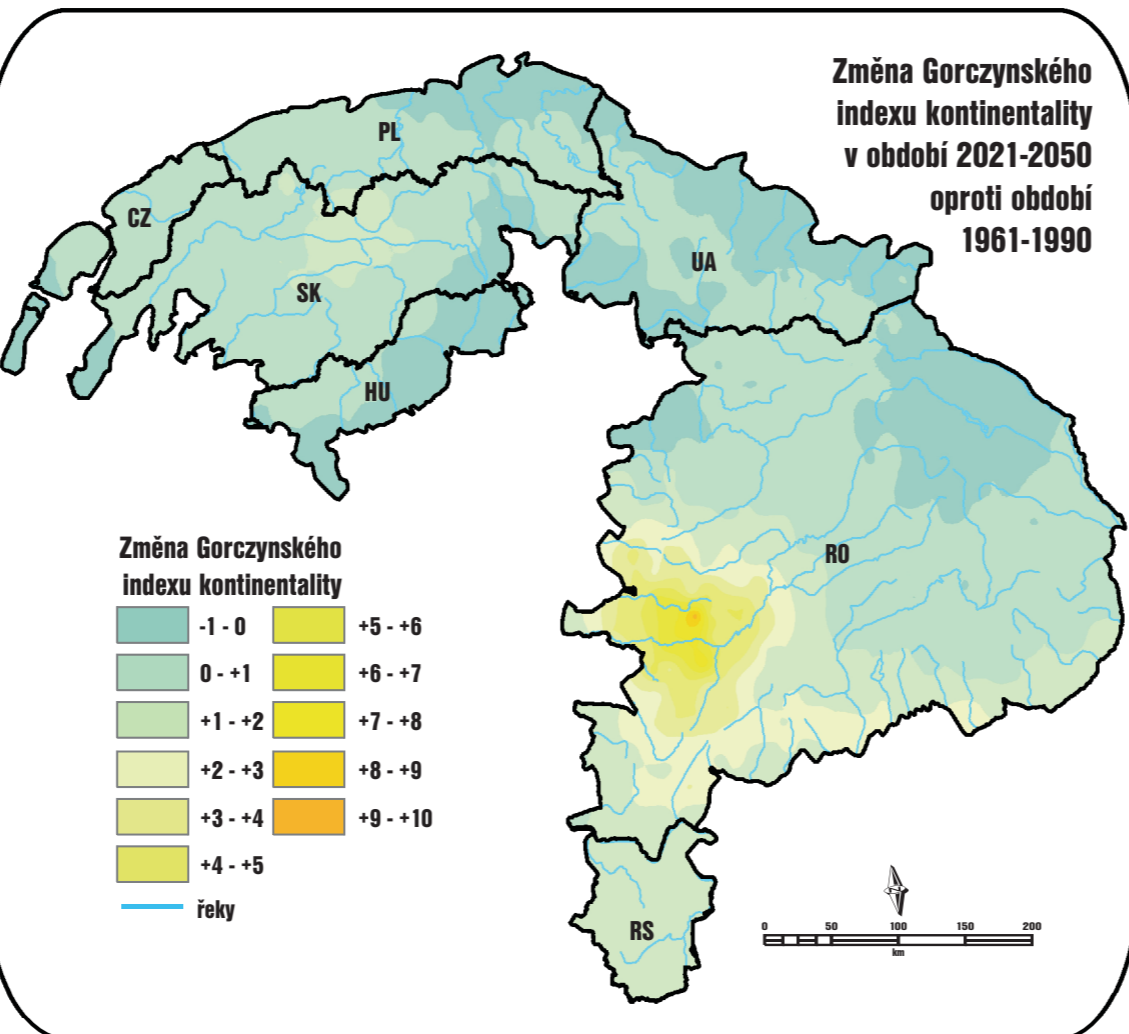 Změna Gorczynského
indexu kontinentality
v období 2021-2050
oproti období
1961-1990
PL
CZ
UA
SK
HU
RO
RS
Změna Gorczynského
indexu kontinentality
-1 - 0
0 - +1
+1 - +2
+2 - +3
+3 - +4
+4 - +5
řeky
+5 - +6
+6 - +7
+7 - +8
+8 - +9
+9 - +10
0 50 100 150 200
km